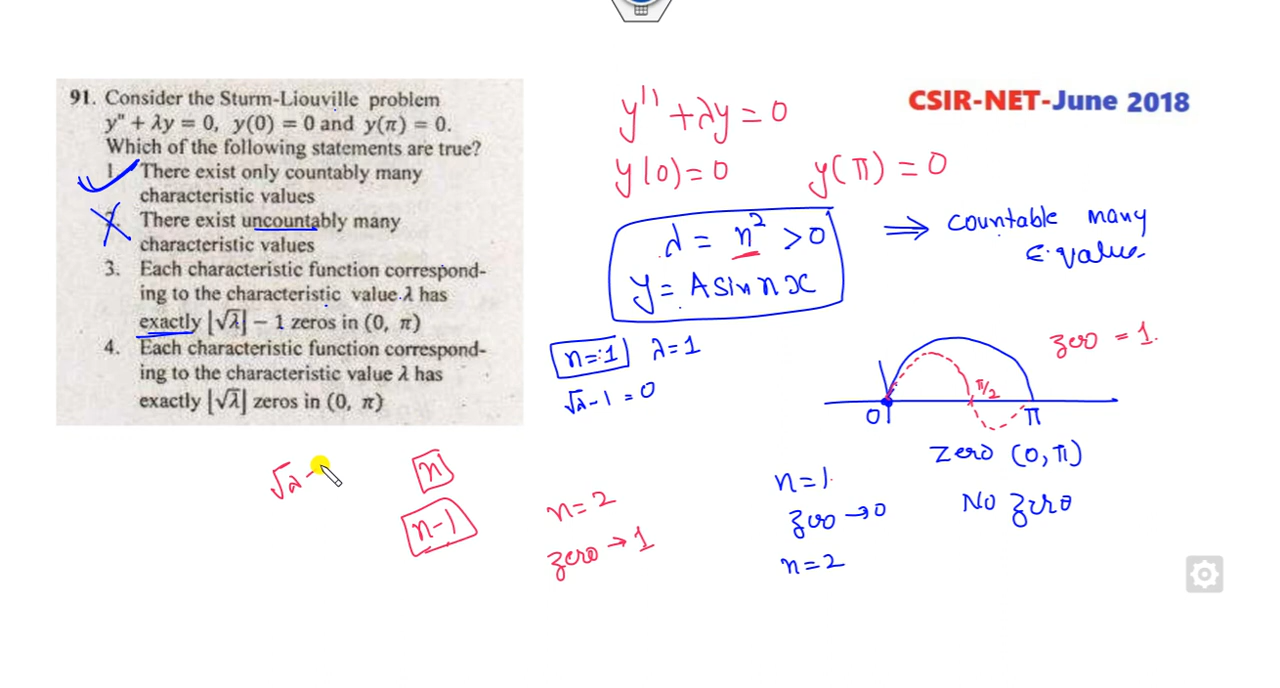 91. Consider the Sturm-Liouville problem
y" + λy = 0, y(0) = 0 and y(π) = 0.
Which of the following statements are true?
1. There exist only countably many
characteristic values
2. There exist uncountably many
characteristic values
3. Each characteristic function correspond-
ing to the characteristic value λ has
exactly ⌊√λ⌋ − 1 zeros in (0, π)
4. Each characteristic function correspond-
ing to the characteristic value λ has
exactly ⌊√λ⌋ zeros in (0, π)
CSIR-NET-June 2018
y'' + λy = 0
y(0) = 0 y(π) = 0
λ = n² > 0
y = A sin n x
⇒ countable many
E. value.
n = 1 λ = 1
√λ - 1 = 0
zero = 1.
0 π/2 π
zero (0, π)
No zero
n = 1.
zero → 0
n = 2
n = 2
zero → 1
√λ -
n
n-1